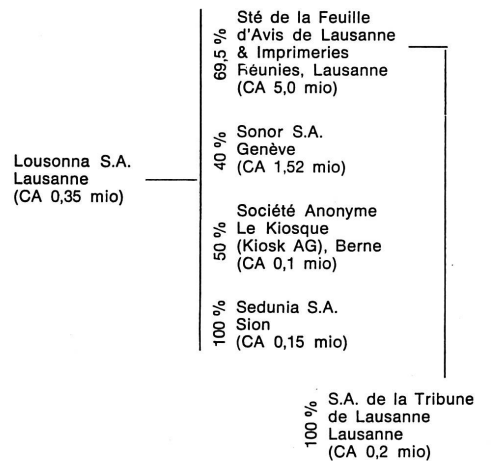 Lousonna S.A.
Lausanne
(CA 0,35 mio)
69,5 %
Sté de la Feuille
d'Avis de Lausanne
& Imprimeries
Réunies, Lausanne
(CA 5,0 mio)
40 %
Sonor S.A.
Genève
(CA 1,52 mio)
50 %
Société Anonyme
Le Kiosque
(Kiosk AG), Berne
(CA 0,1 mio)
100 %
Sedunia S.A.
Sion
(CA 0,15 mio)
100 %
S.A. de la Tribune
de Lausanne
Lausanne
(CA 0,2 mio)